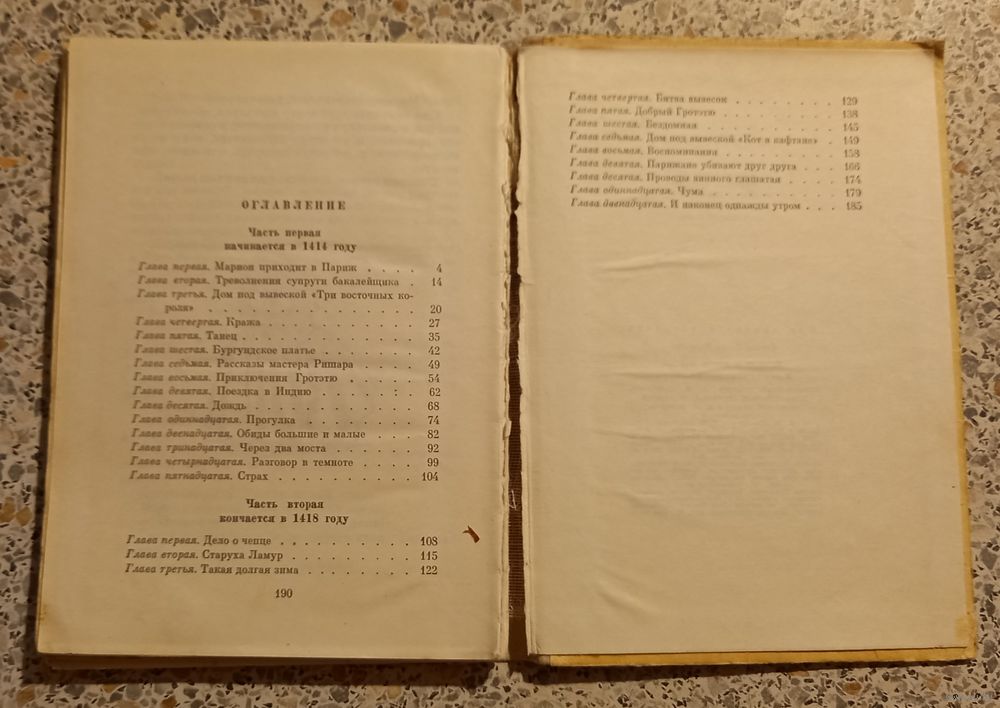 ОГЛАВЛЕНИЕ
Часть первая
начинается в 1414 году
Глава первая. Марион приходит в Париж . . . . 4
Глава вторая. Треволнения супруги бакалейщика . 14
Глава третья. Дом под вывеской «Три восточных ко-
роля» . . . . . . . . . . . . . . . 20
Глава четвертая. Кража . . . . . . . . . . . 27
Глава пятая. Танец . . . . . . . . . . . . . 35
Глава шестая. Бургундское платье . . . . . . . 42
Глава седьмая. Рассказы мастера Ришара . . . . 49
Глава восьмая. Приключения Гротэтю . . . . . 54
Глава девятая. Поездка в Индию . . . . . . . 62
Глава десятая. Дождь . . . . . . . . . . . . 68
Глава одиннадцатая. Прогулка . . . . . . . . 74
Глава двенадцатая. Обиды большие и малые . . . 82
Глава тринадцатая. Через два моста . . . . . . 92
Глава четырнадцатая. Разговор в темноте . . . . 99
Глава пятнадцатая. Страх . . . . . . . . . . 104
Часть вторая
кончается в 1418 году
Глава первая. Дело о чепце . . . . . . . . . . 108
Глава вторая. Старуха Ламур . . . . . . . . . 115
Глава третья. Такая долгая зима . . . . . . . . 122
190
Глава четвертая. Битва вывесок . . . . . . . . 129
Глава пятая. Добрый Гротэтю . . . . . . . . . 138
Глава шестая. Бездомная . . . . . . . . . . 145
Глава седьмая. Дом под вывеской «Кот в кафтане» . 149
Глава восьмая. Воспоминания . . . . . . . . . 158
Глава девятая. Парижане убивают друг друга . . . 166
Глава десятая. Проводы винного глашатая . . . . 174
Глава одиннадцатая. Чума . . . . . . . . . . 179
Глава двенадцатая. И наконец однажды утром . . . 185